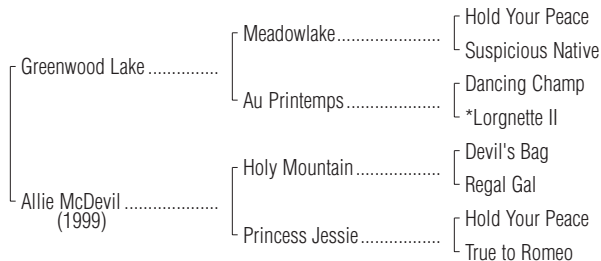 Hold Your Peace
Meadowlake
Suspicious Native
Greenwood Lake
Dancing Champ
Au Printemps
*Lorgnette II
Devil's Bag
Holy Mountain
Regal Gal
Allie McDevil
(1999)
Hold Your Peace
Princess Jessie
True to Romeo